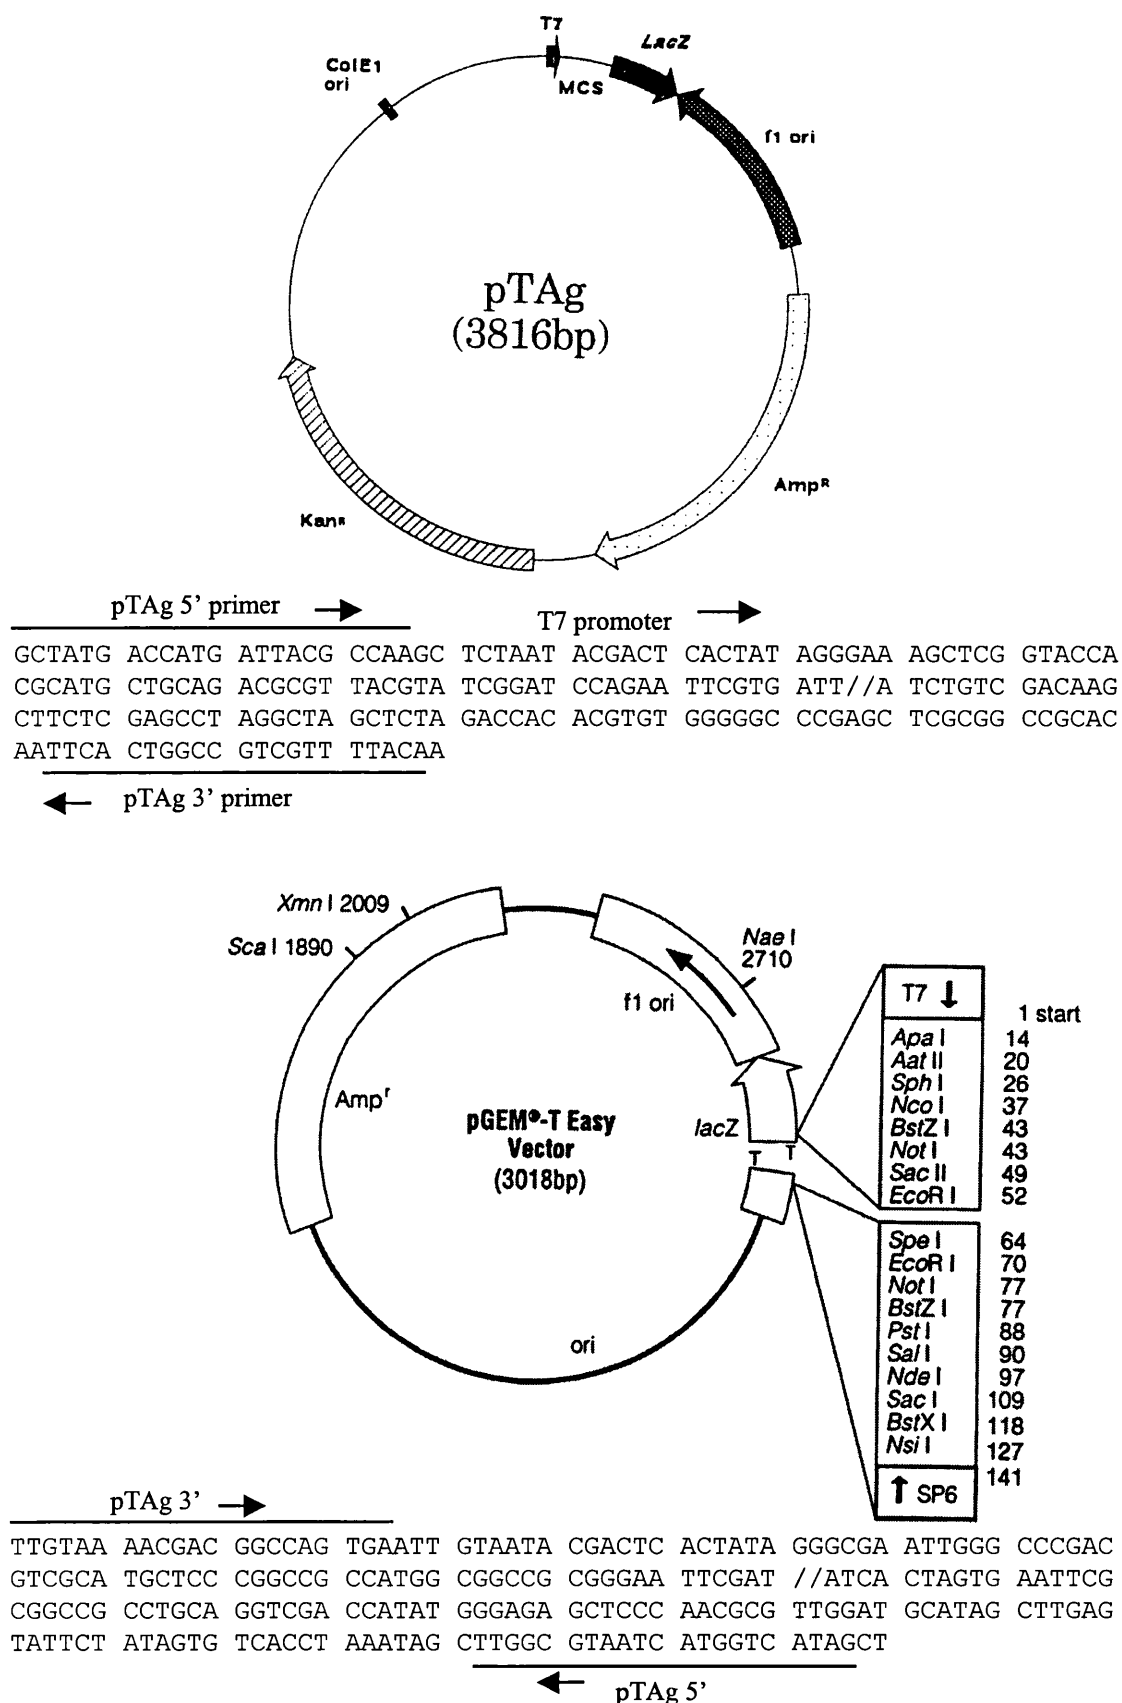 T7
LacZ
ColE1
ori
MCS
f1 ori
pTAg
(3816bp)
Amp^R
Kan^R
pTAg 5’ primer
T7 promoter
GCTATG ACCATG ATTACG CCAAGC TCTAAT ACGACT CACTAT AGGGAA AGCTCG GTACCA
CGCATG CTGCAG ACGCGT TACGTA TCGGAT CCAGAA TTCGTG ATT//A TCTGTC GACAAG
CTTCTC GAGCCT AGGCTA GCTCTA GACCAC ACGTGT GGGGGC CCGAGC TCGCGG CCGCAC
AATTCA CTGGCC GTCGTT TTACAA
pTAg 3’ primer
Xmn I 2009
Sca I 1890
Nae I
2710
f1 ori
T7 ↓
1 start
Apa I 14
Aat II 20
Sph I 26
Nco I 37
BstZ I 43
Not I 43
Sac II 49
EcoR I 52
Amp^r
pGEM®-T Easy
Vector
(3018bp)
lacZ
T T
Spe I 64
EcoR I 70
Not I 77
BstZ I 77
Pst I 88
Sal I 90
Nde I 97
Sac I 109
BstX I 118
Nsi I 127
141
↑ SP6
ori
pTAg 3’
TTGTAA AACGAC GGCCAG TGAATT GTAATA CGACTC ACTATA GGGCGA ATTGGG CCCGAC
GTCGCA TGCTCC CGGCCG CCATGG CGGCCG CGGGAA TTCGAT //ATCA CTAGTG AATTCG
CGGCCG CCTGCA GGTCGA CCATAT GGGAGA GCTCCC AACGCG TTGGAT GCATAG CTTGAG
TATTCT ATAGTG TCACCT AAATAG CTTGGC GTAATC ATGGTC ATAGCT
pTAg 5’